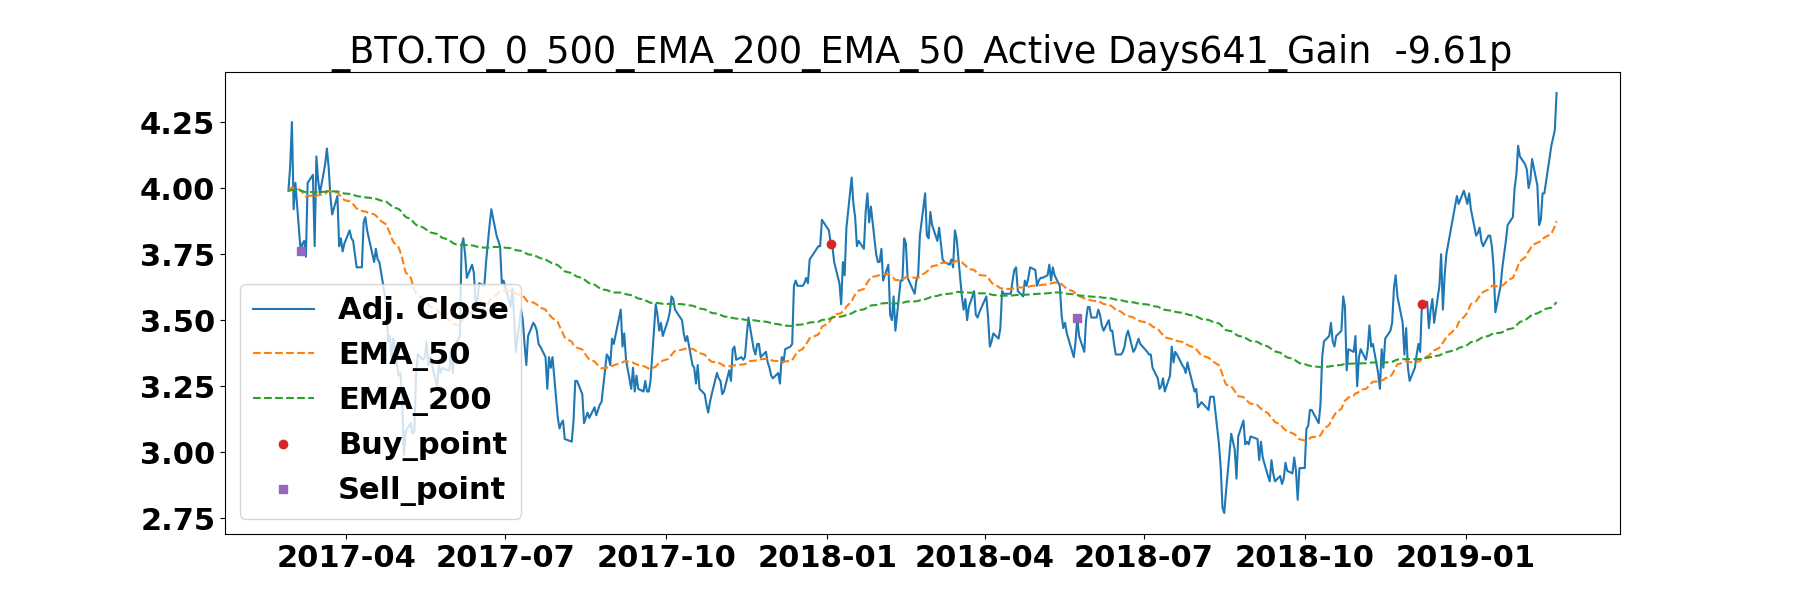 _BTO.TO_0_500_EMA_200_EMA_50_Active Days641_Gain  -9.61p
4.25
4.00
3.75
3.50
3.25
3.00
2.75
Adj. Close
EMA_50
EMA_200
Buy_point
Sell_point
2017-04 2017-07 2017-10 2018-01 2018-04 2018-07 2018-10 2019-01